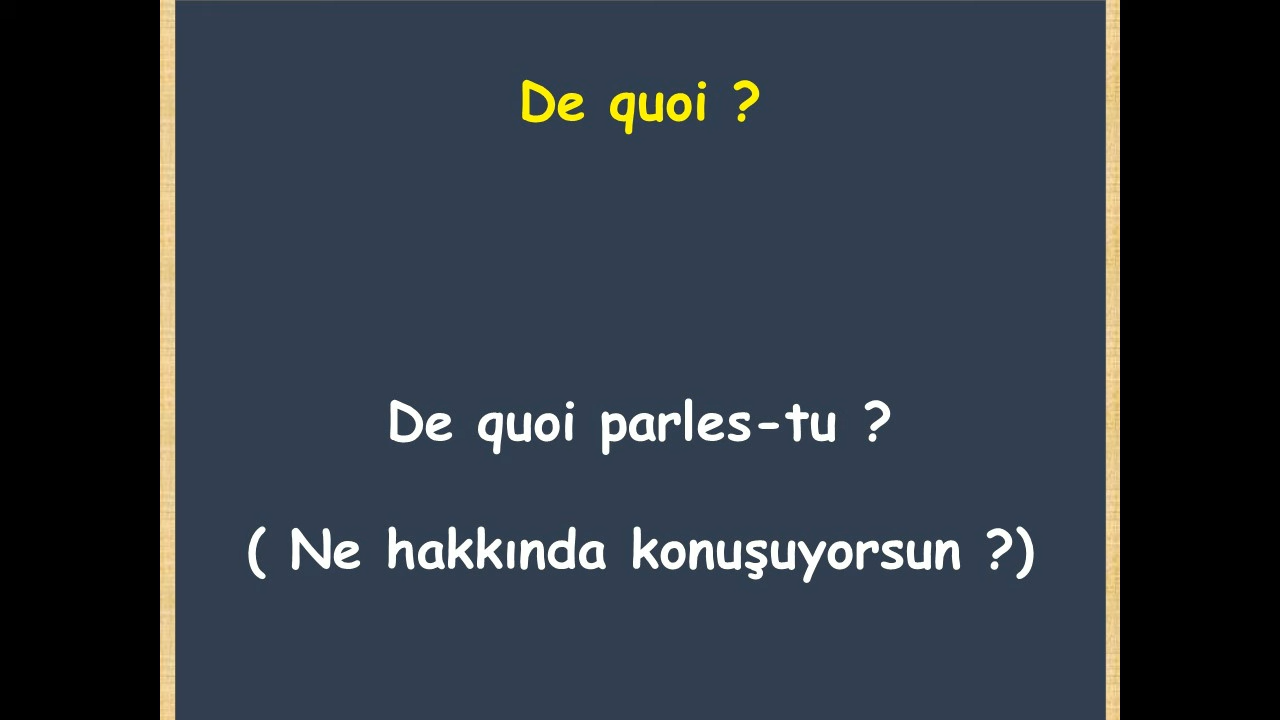 De quoi ?
De quoi parles-tu ?
( Ne hakkında konuşuyorsun ?)